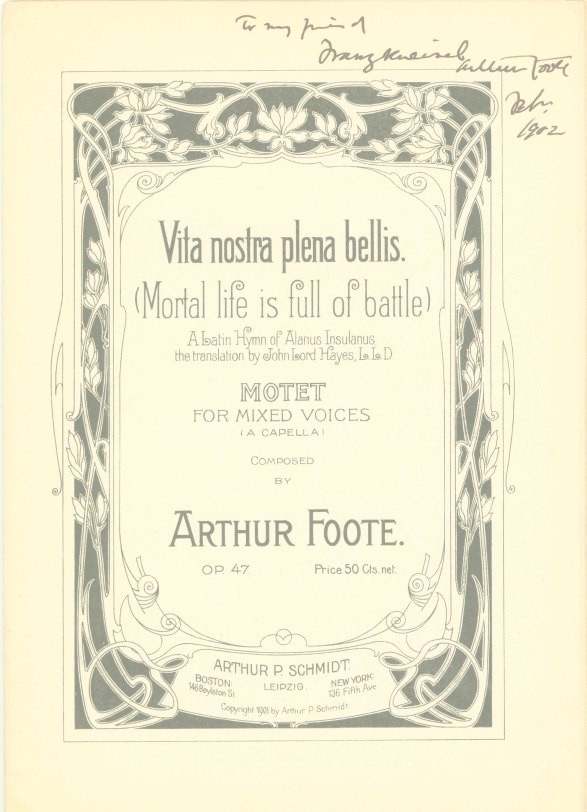 To my friend
Franz Kneisel
Arthur Foote
Feb.
1902
Vita nostra plena bellis.
(Mortal life is full of battle)
A Latin Hymn of Alanus Insulanus,
the translation by John Lord Hayes, L. L. D.
MOTET
FOR MIXED VOICES
(A CAPELLA)
COMPOSED
BY
ARTHUR FOOTE.
OP. 47 Price 50 Cts. net.
ARTHUR P. SCHMIDT.
BOSTON: LEIPZIG. NEW YORK:
146 Boylston St 136 Fifth Ave.
Copyright 1901 by Arthur P. Schmidt.